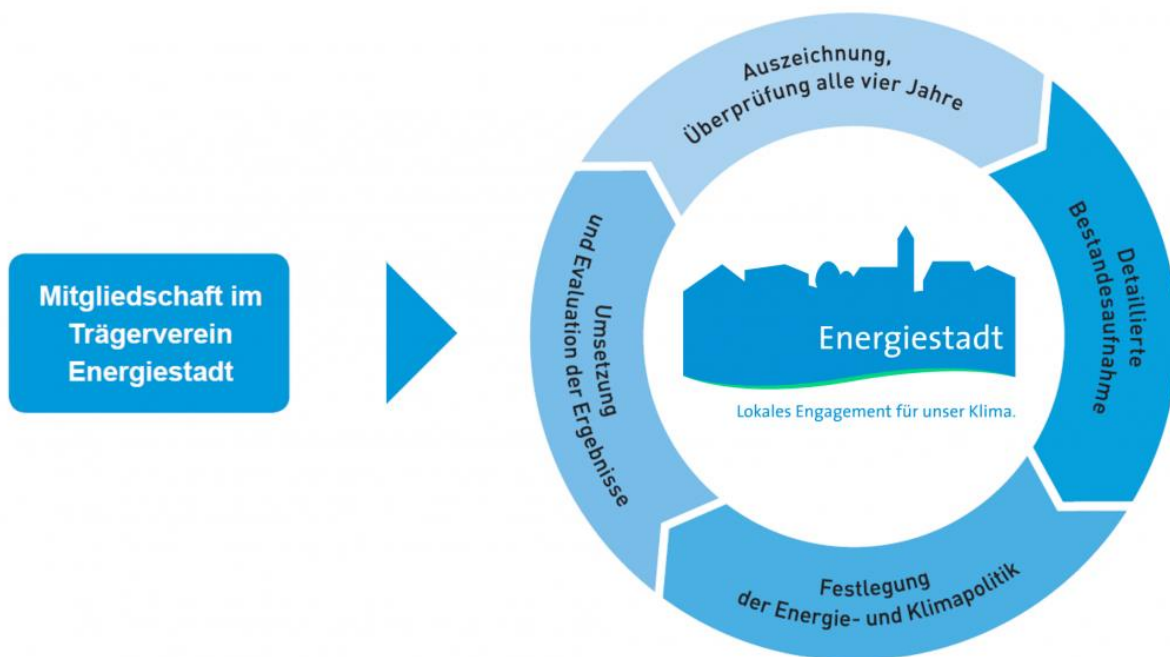 Mitgliedschaft im
Trägerverein
Energiestadt
Auszeichnung,
Überprüfung alle vier Jahre
Detaillierte
Bestandesaufnahme
Festlegung
der Energie- und Klimapolitik
Umsetzung
und Evaluation der Ergebnisse
Energiestadt
Lokales Engagement für unser Klima.